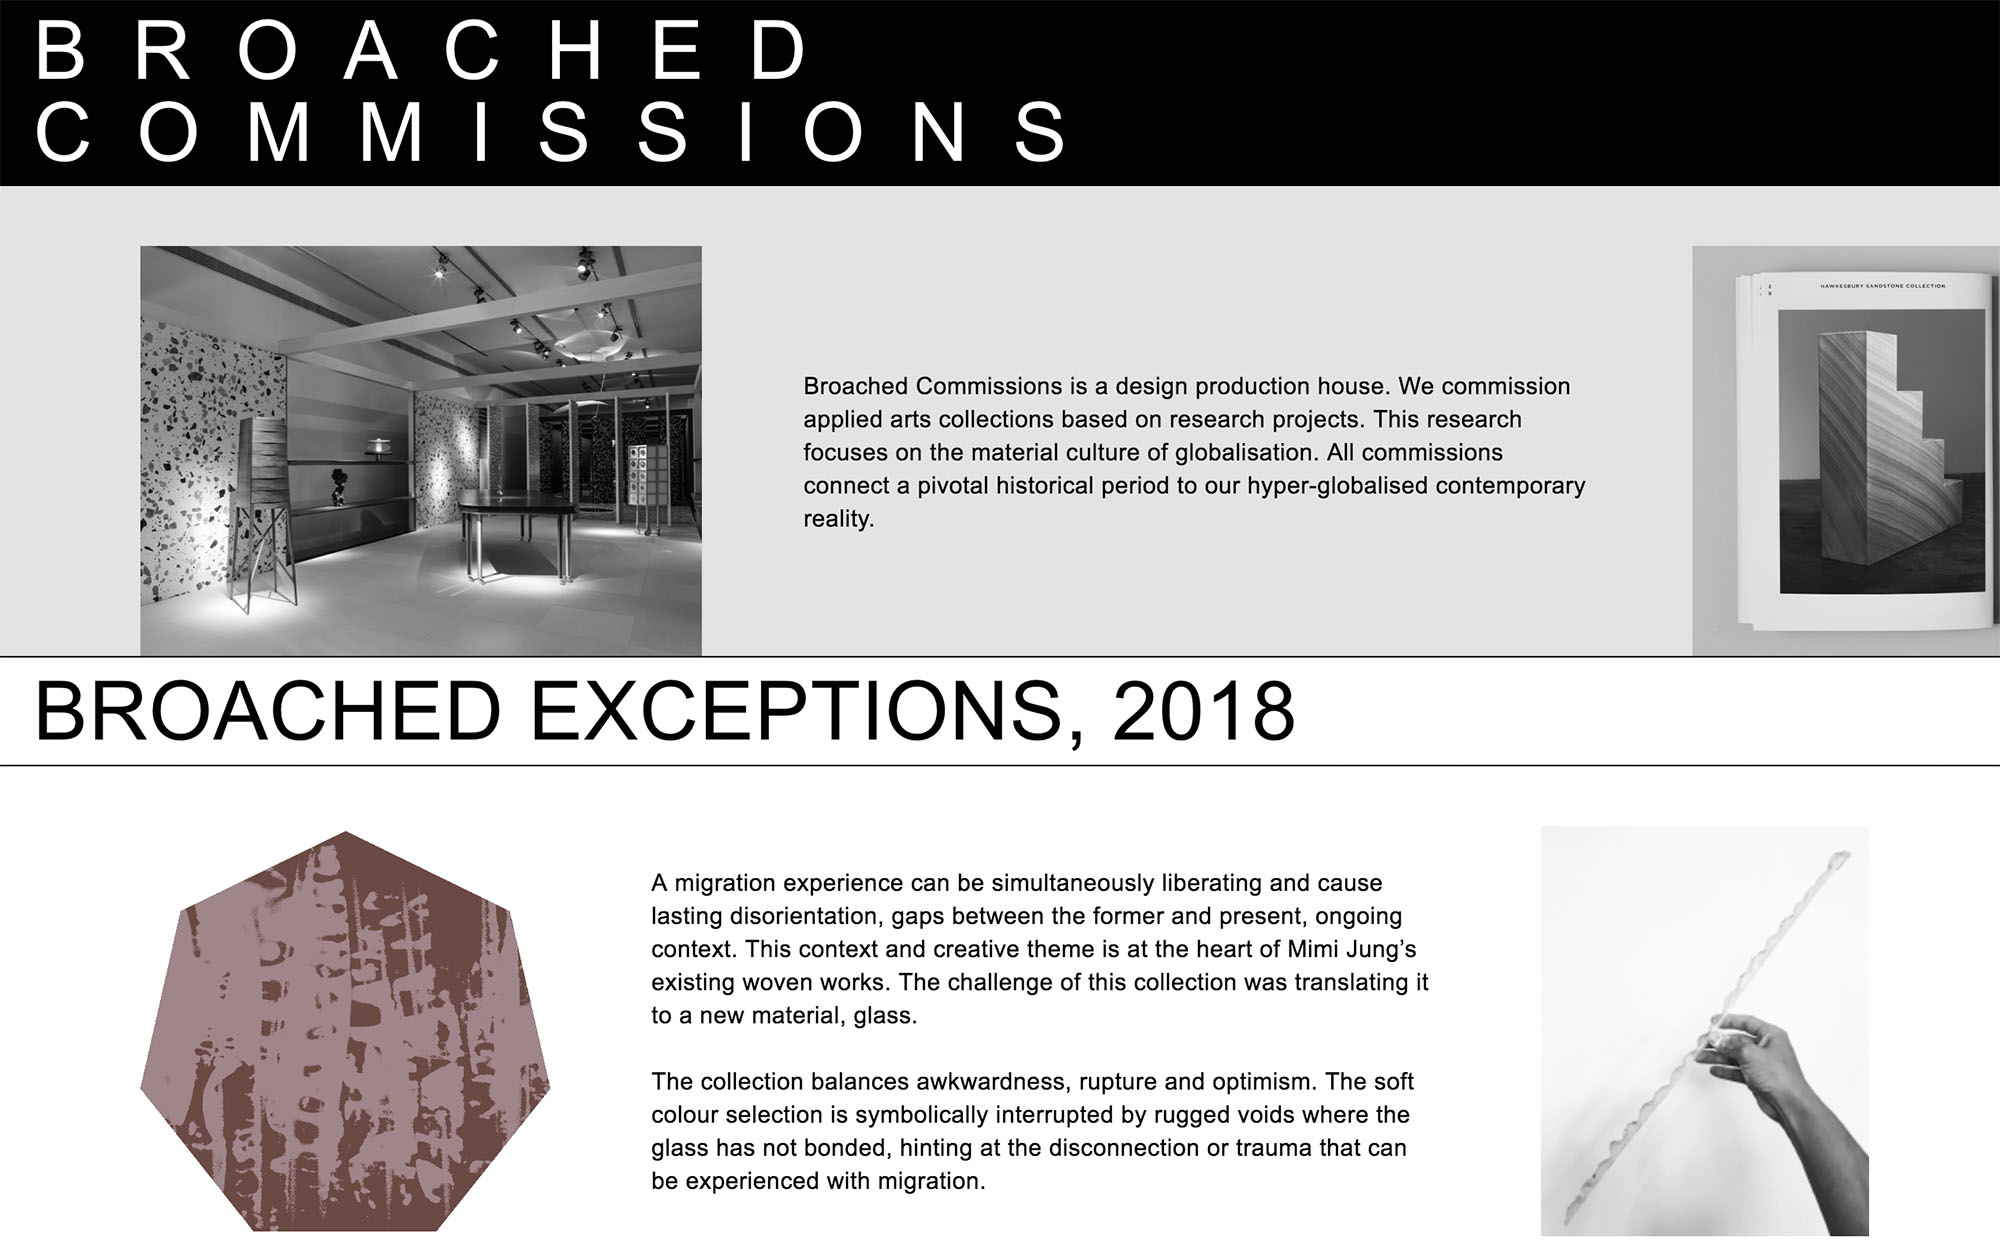 BROACHED
COMMISSIONS
Broached Commissions is a design production house. We commission
applied arts collections based on research projects. This research
focuses on the material culture of globalisation. All commissions
connect a pivotal historical period to our hyper-globalised contemporary
reality.
2
8
HAWKESBURY SANDSTONE COLLECTION
BROACHED EXCEPTIONS, 2018
A migration experience can be simultaneously liberating and cause
lasting disorientation, gaps between the former and present, ongoing
context. This context and creative theme is at the heart of Mimi Jung’s
existing woven works. The challenge of this collection was translating it
to a new material, glass.
The collection balances awkwardness, rupture and optimism. The soft
colour selection is symbolically interrupted by rugged voids where the
glass has not bonded, hinting at the disconnection or trauma that can
be experienced with migration.